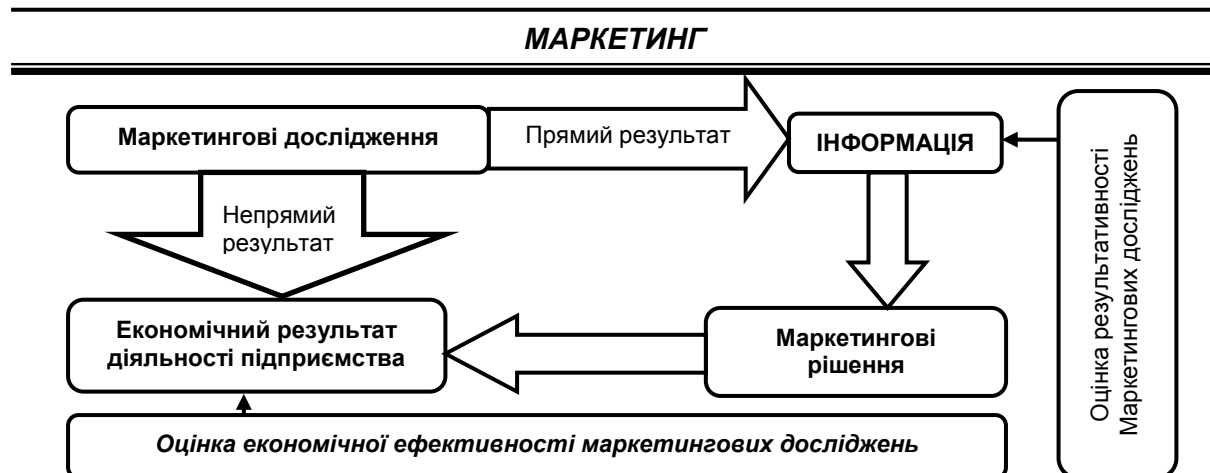 МАРКЕТИНГ
Маркетингові дослідження
Прямий результат
ІНФОРМАЦІЯ
Непрямий
результат
Економічний результат
діяльності підприємства
Маркетингові
рішення
Оцінка економічної ефективності маркетингових досліджень
Оцінка результативності
Маркетингових досліджень